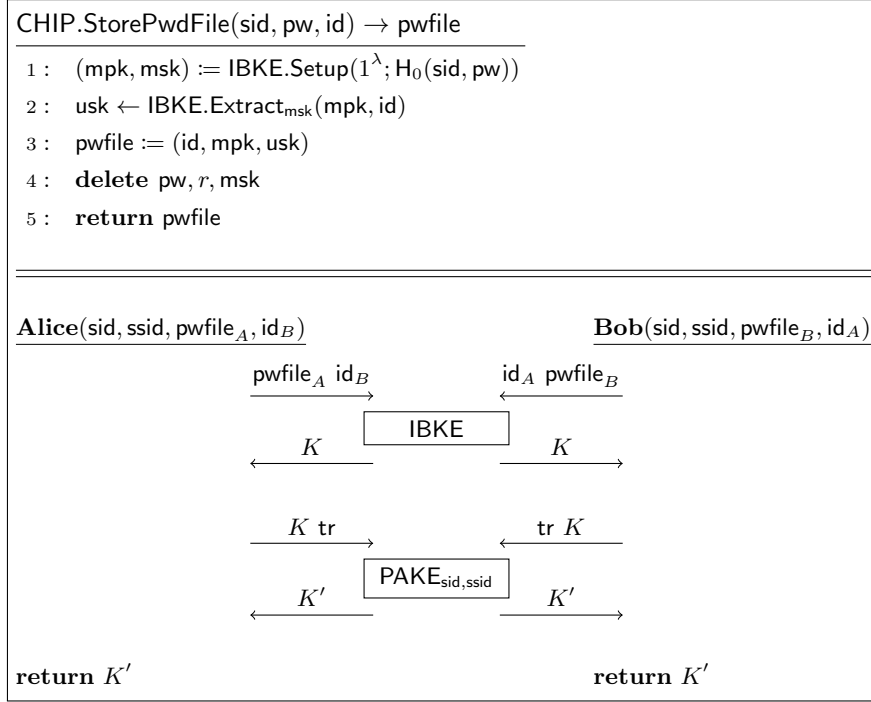 CHIP.StorePwdFile(sid, pw, id) → pwfile
1 : (mpk, msk) := IBKE.Setup(1^λ; H₀(sid, pw))
2 : usk ← IBKE.Extract_msk(mpk, id)
3 : pwfile := (id, mpk, usk)
4 : delete pw, r, msk
5 : return pwfile
Alice(sid, ssid, pwfile_A, id_B) Bob(sid, ssid, pwfile_B, id_A)
pwfile_A id_B id_A pwfile_B
IBKE
K K
K tr tr K
PAKE_sid,ssid
K′ K′
return K′ return K′